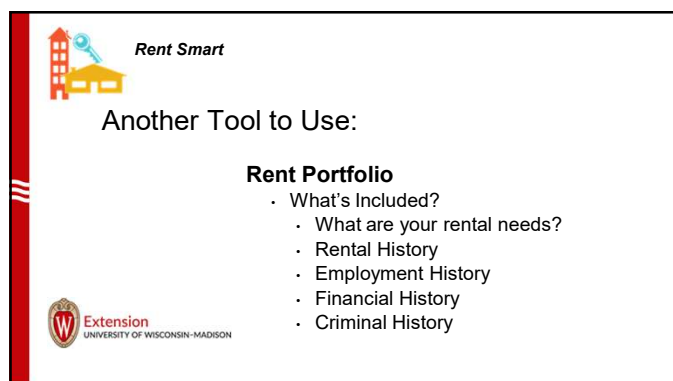 Rent Smart
Another Tool to Use:
Rent Portfolio
• What's Included?
• What are your rental needs?
• Rental History
• Employment History
• Financial History
• Criminal History
W
Extension
UNIVERSITY OF WISCONSIN-MADISON